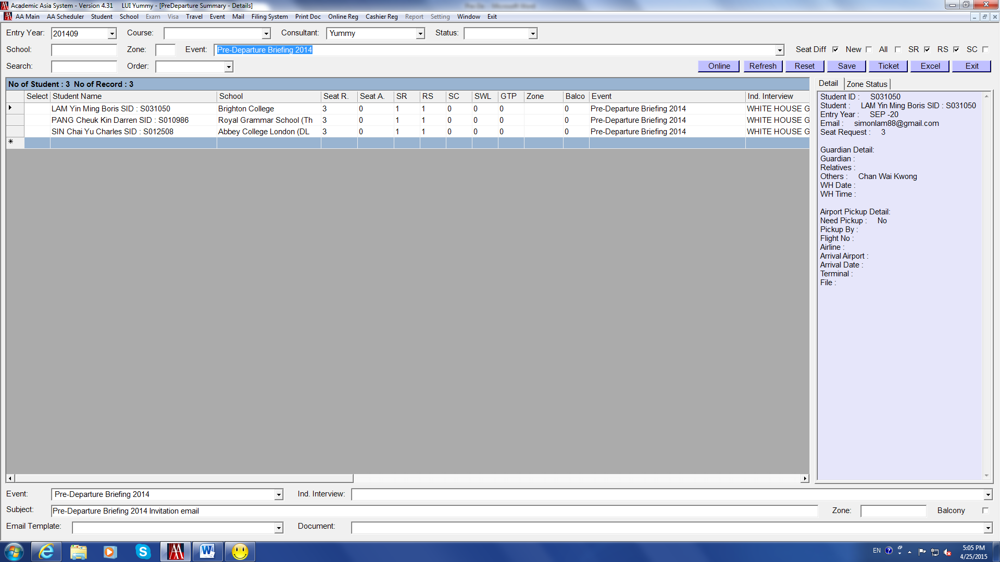 Academic Asia System - Version 4.31 LUI Yummy - [PreDeparture Summary - Details]
AA Main AA Scheduler Student School Exam Visa Travel Event Mail Filing System Print Doc Online Reg Cashier Reg Report Setting Window Exit
Entry Year: 201409 Course: Consultant: Yummy Status:
School: Zone: Event: Pre-Departure Briefing 2014 Seat Diff New All SR RS SC
Search: Order: Online Refresh Reset Save Ticket Excel Exit
No of Student : 3 No of Record : 3
Select Student Name School Seat R. Seat A. SR RS SC SWL GTP Zone Balco Event Ind. Interview
LAM Yin Ming Boris SID : S031050 Brighton College 3 0 1 1 0 0 0 0 Pre-Departure Briefing 2014 WHITE HOUSE G
PANG Cheuk Kin Darren SID : S010986 Royal Grammar School (Th 3 0 1 1 0 0 0 0 Pre-Departure Briefing 2014 WHITE HOUSE G
SIN Chai Yu Charles SID : S012508 Abbey College London (DL 3 0 1 1 0 0 0 0 Pre-Departure Briefing 2014 WHITE HOUSE G
Detail Zone Status
Student ID : S031050
Student : LAM Yin Ming Boris SID : S031050
Entry Year : SEP -20
Email : simonlam88@gmail.com
Seat Request : 3
Guardian Detail:
Guardian :
Relatives :
Others : Chan Wai Kwong
WH Date :
WH Time :
Airport Pickup Detail:
Need Pickup : No
Pickup By :
Flight No :
Airline :
Arrival Airport :
Arrival Date :
Terminal :
File :
Event: Pre-Departure Briefing 2014 Ind. Interview:
Subject: Pre-Departure Briefing 2014 Invitation email Zone: Balcony
Email Template: Document:
EN 5:05 PM
4/25/2015